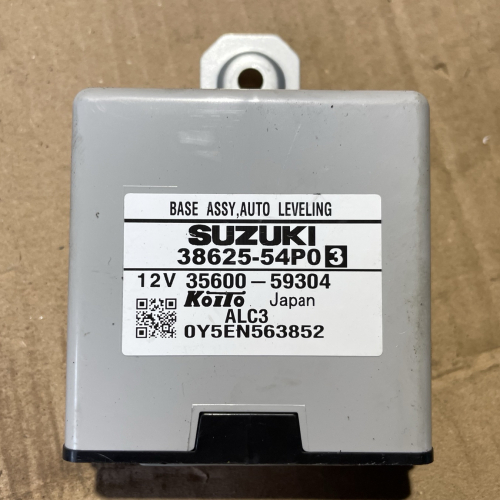 BASE ASSY,AUTO LEVELING
SUZUKI
38625-54P0 3
12V 35600-59304
KOITO Japan
ALC3
0Y5EN563852